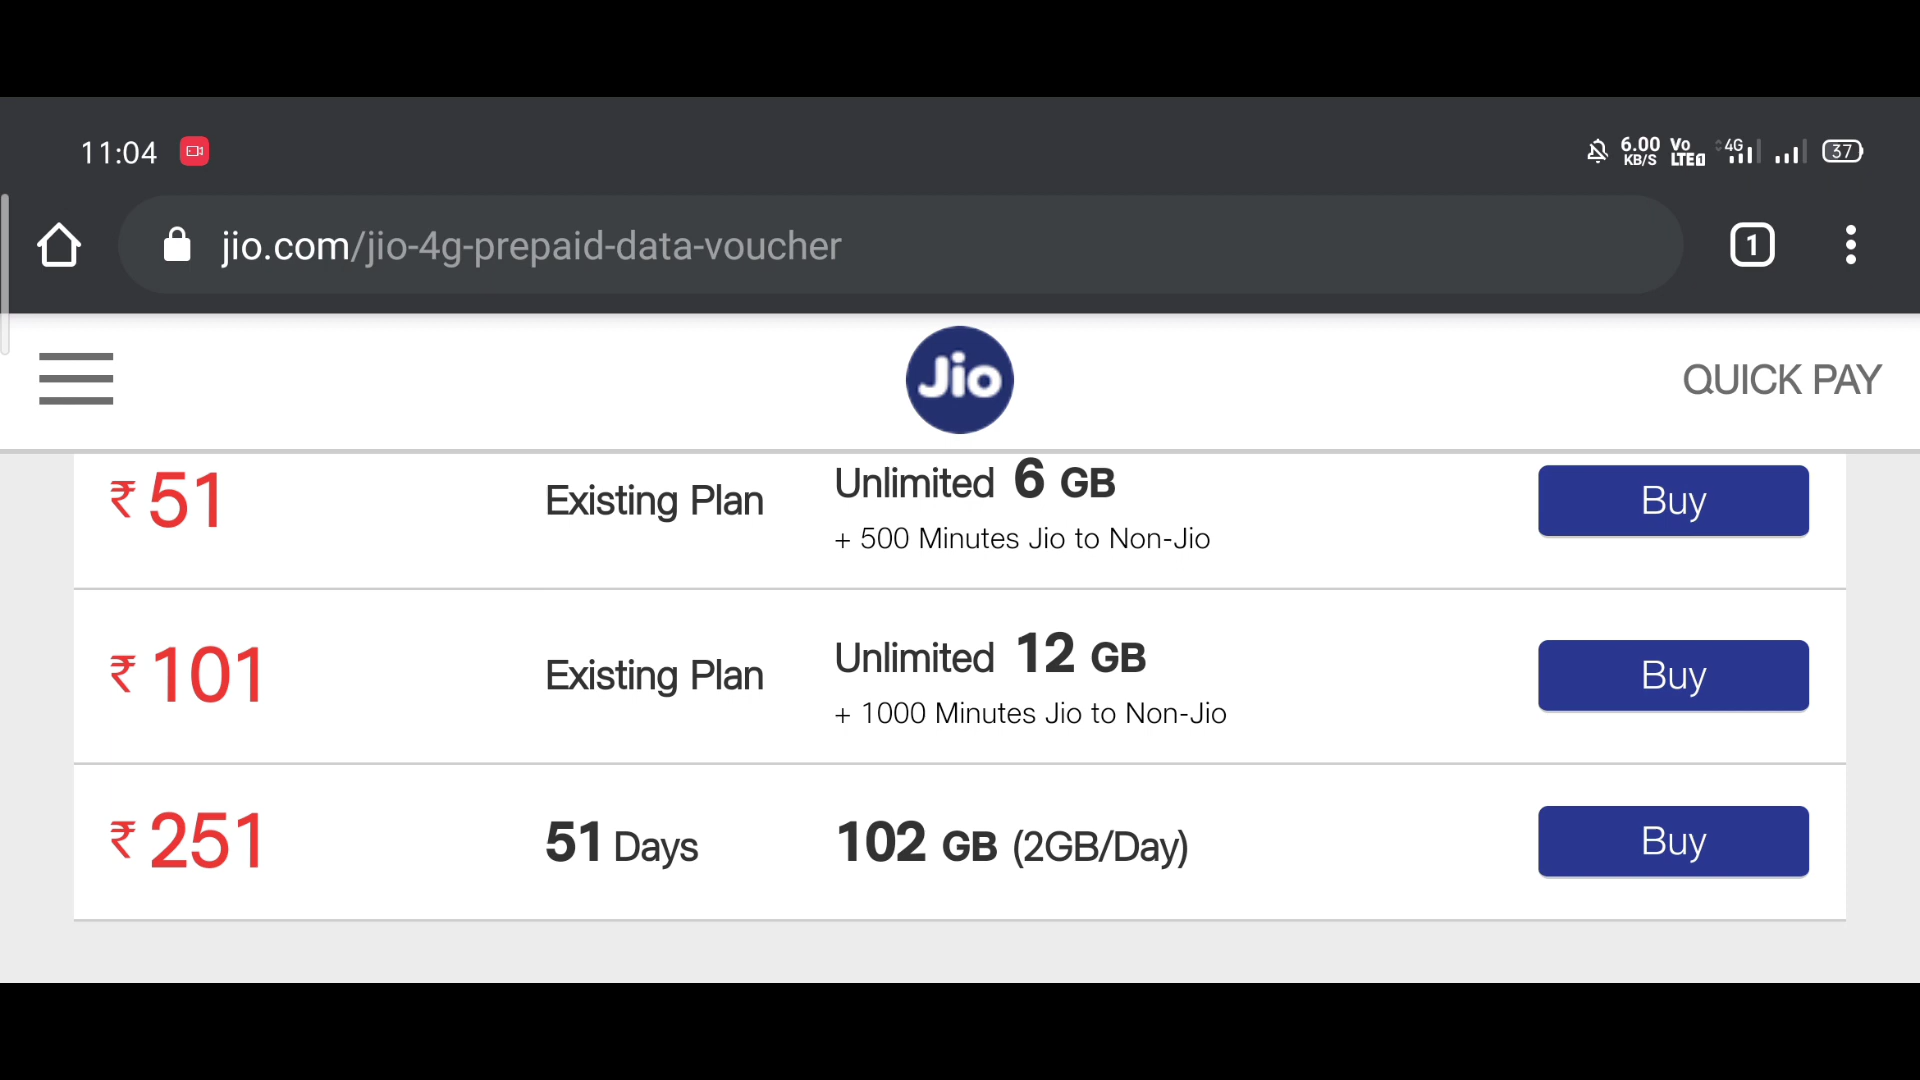 11:04 6.00 KB/S Vo LTE 4G 37
jio.com/jio-4g-prepaid-data-voucher 1
Jio QUICK PAY
₹ 51 Existing Plan Unlimited 6 GB Buy
+ 500 Minutes Jio to Non-Jio
₹ 101 Existing Plan Unlimited 12 GB Buy
+ 1000 Minutes Jio to Non-Jio
₹ 251 51 Days 102 GB (2GB/Day) Buy